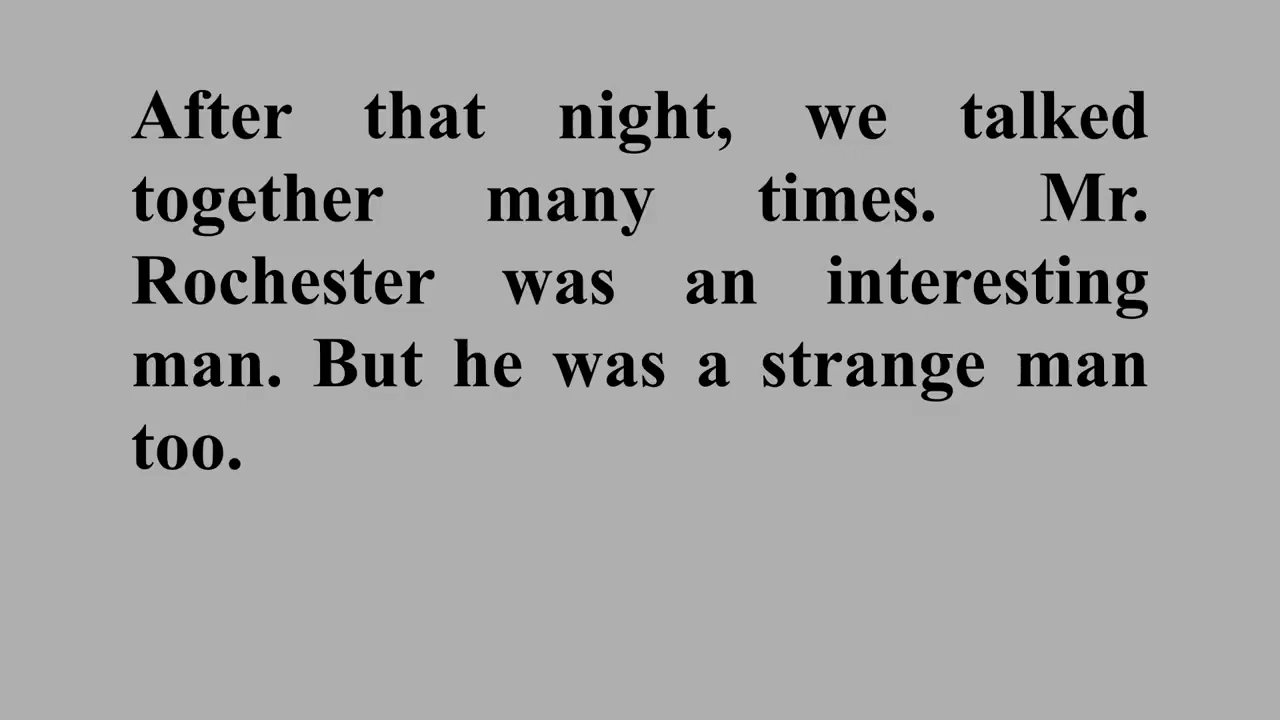 After that night, we talked
together many times. Mr.
Rochester was an interesting
man. But he was a strange man
too.